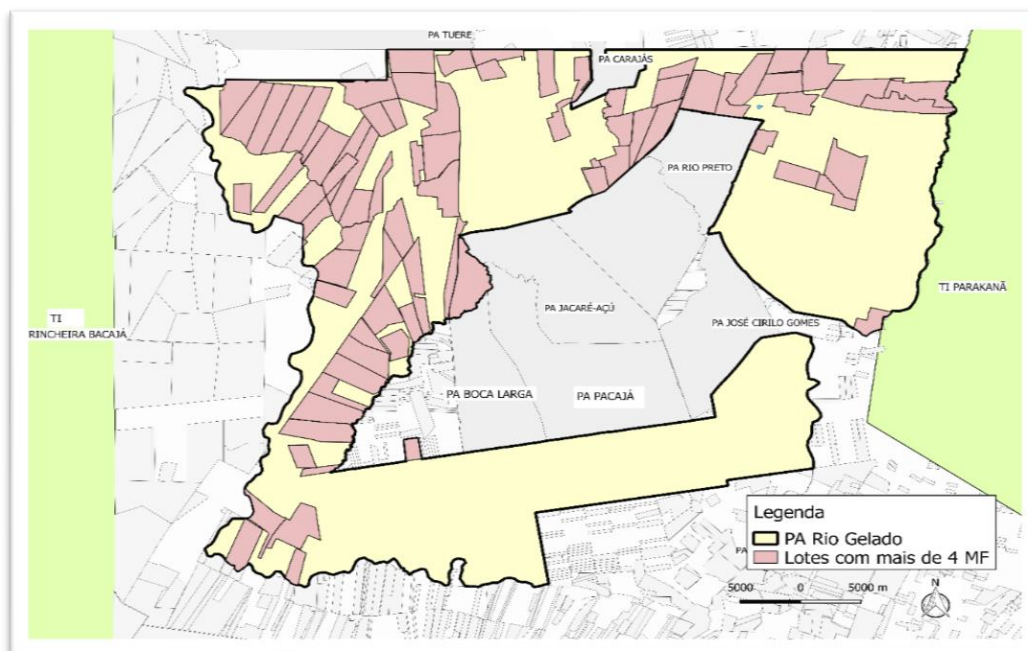 PA TUERE
PA CARAJÁS
PA RIO PRETO
TI PARAKANÃ
PA JACARÉ-AÇÚ
TI
RINCHEIRA BACAJÁ
PA JOSÉ CIRILO GOMES
PA BOCA LARGA
PA PACAJÁ
Legenda
PA Rio Gelado
Lotes com mais de 4 MF
PA
5000 0 5000 m
N